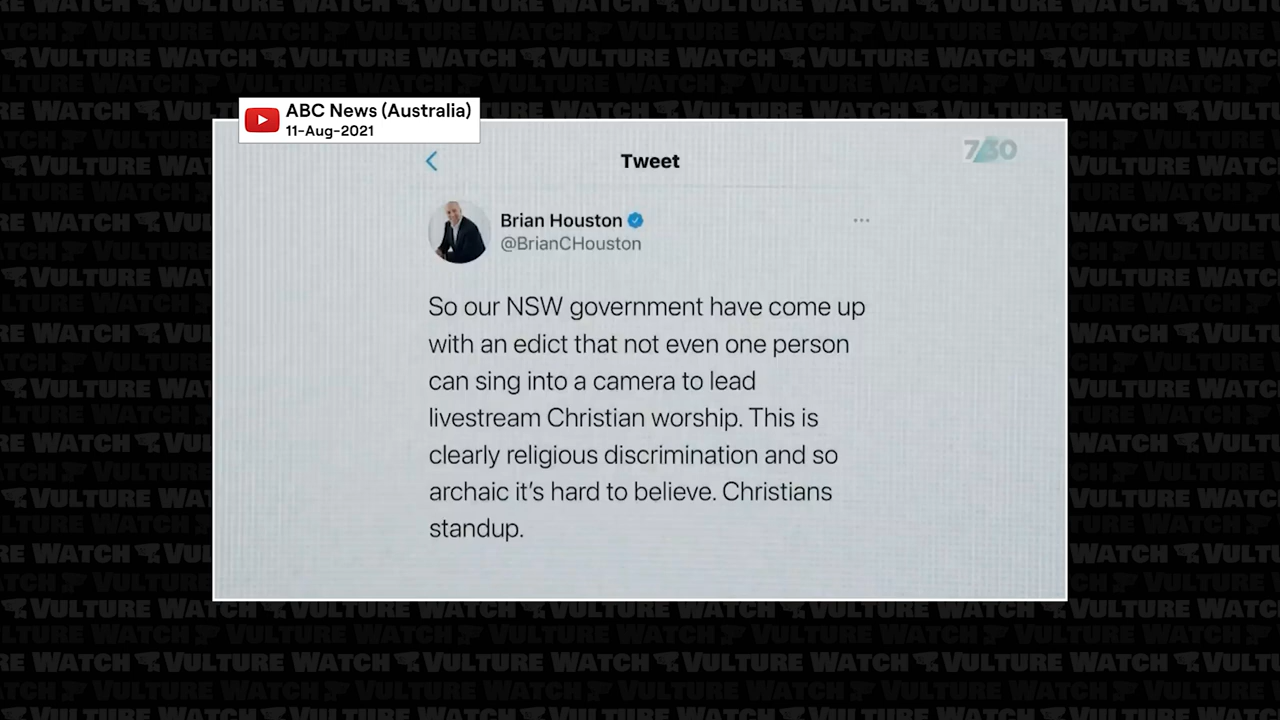 ABC News (Australia)
11-Aug-2021
Tweet
7/30
Brian Houston
@BrianCHouston
So our NSW government have come up
with an edict that not even one person
can sing into a camera to lead
livestream Christian worship. This is
clearly religious discrimination and so
archaic it's hard to believe. Christians
standup.
VULTURE WATCH